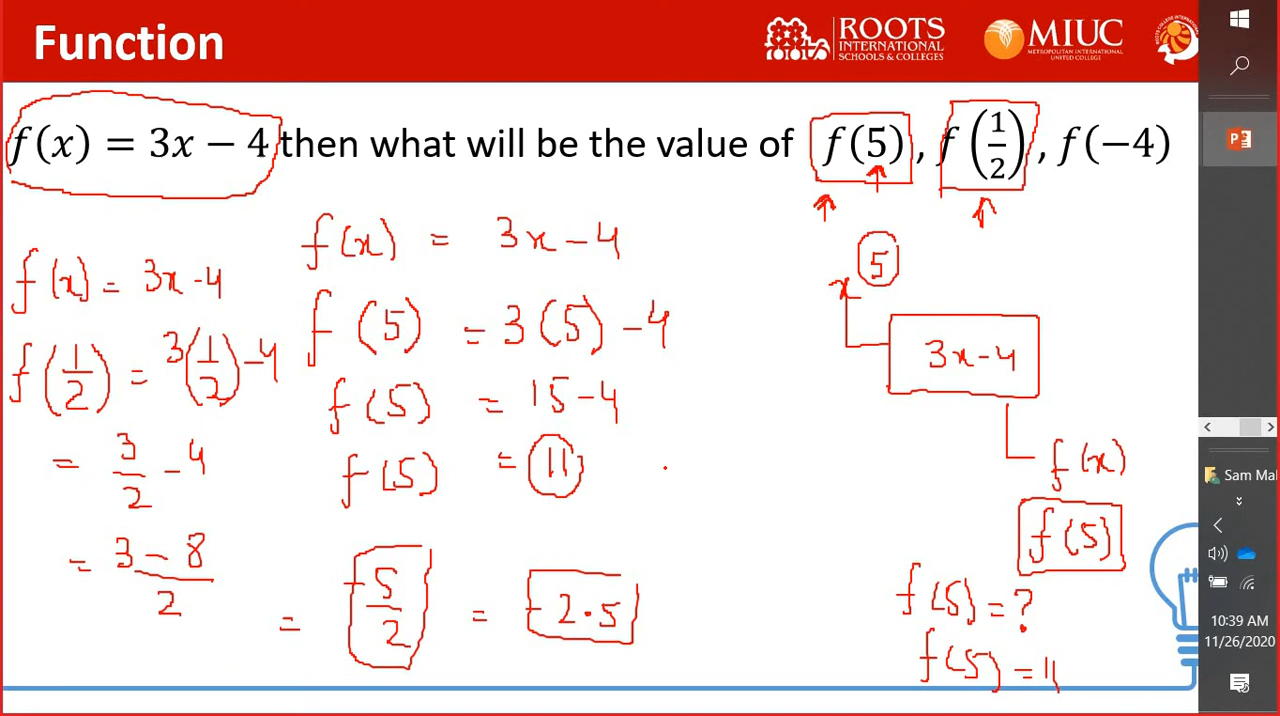 Function
ROOTS
INTERNATIONAL
SCHOOLS & COLLEGES
MIUC
METROPOLITAN INTERNATIONAL
UNITED COLLEGE
f(x) = 3x − 4 then what will be the value of f(5), f(1/2), f(−4)
f(x) = 3x - 4
f(1/2) = 3(1/2) - 4
= 3/2 - 4
= (3 - 8)/2
= -5/2 = -2.5
f(x) = 3x - 4
f(5) = 3(5) - 4
f(5) = 15 - 4
f(5) = 11
5
x
3x - 4
f(x)
f(5)
f(5) = ?
f(5) = 11
Sam Mal
10:39 AM
11/26/2020